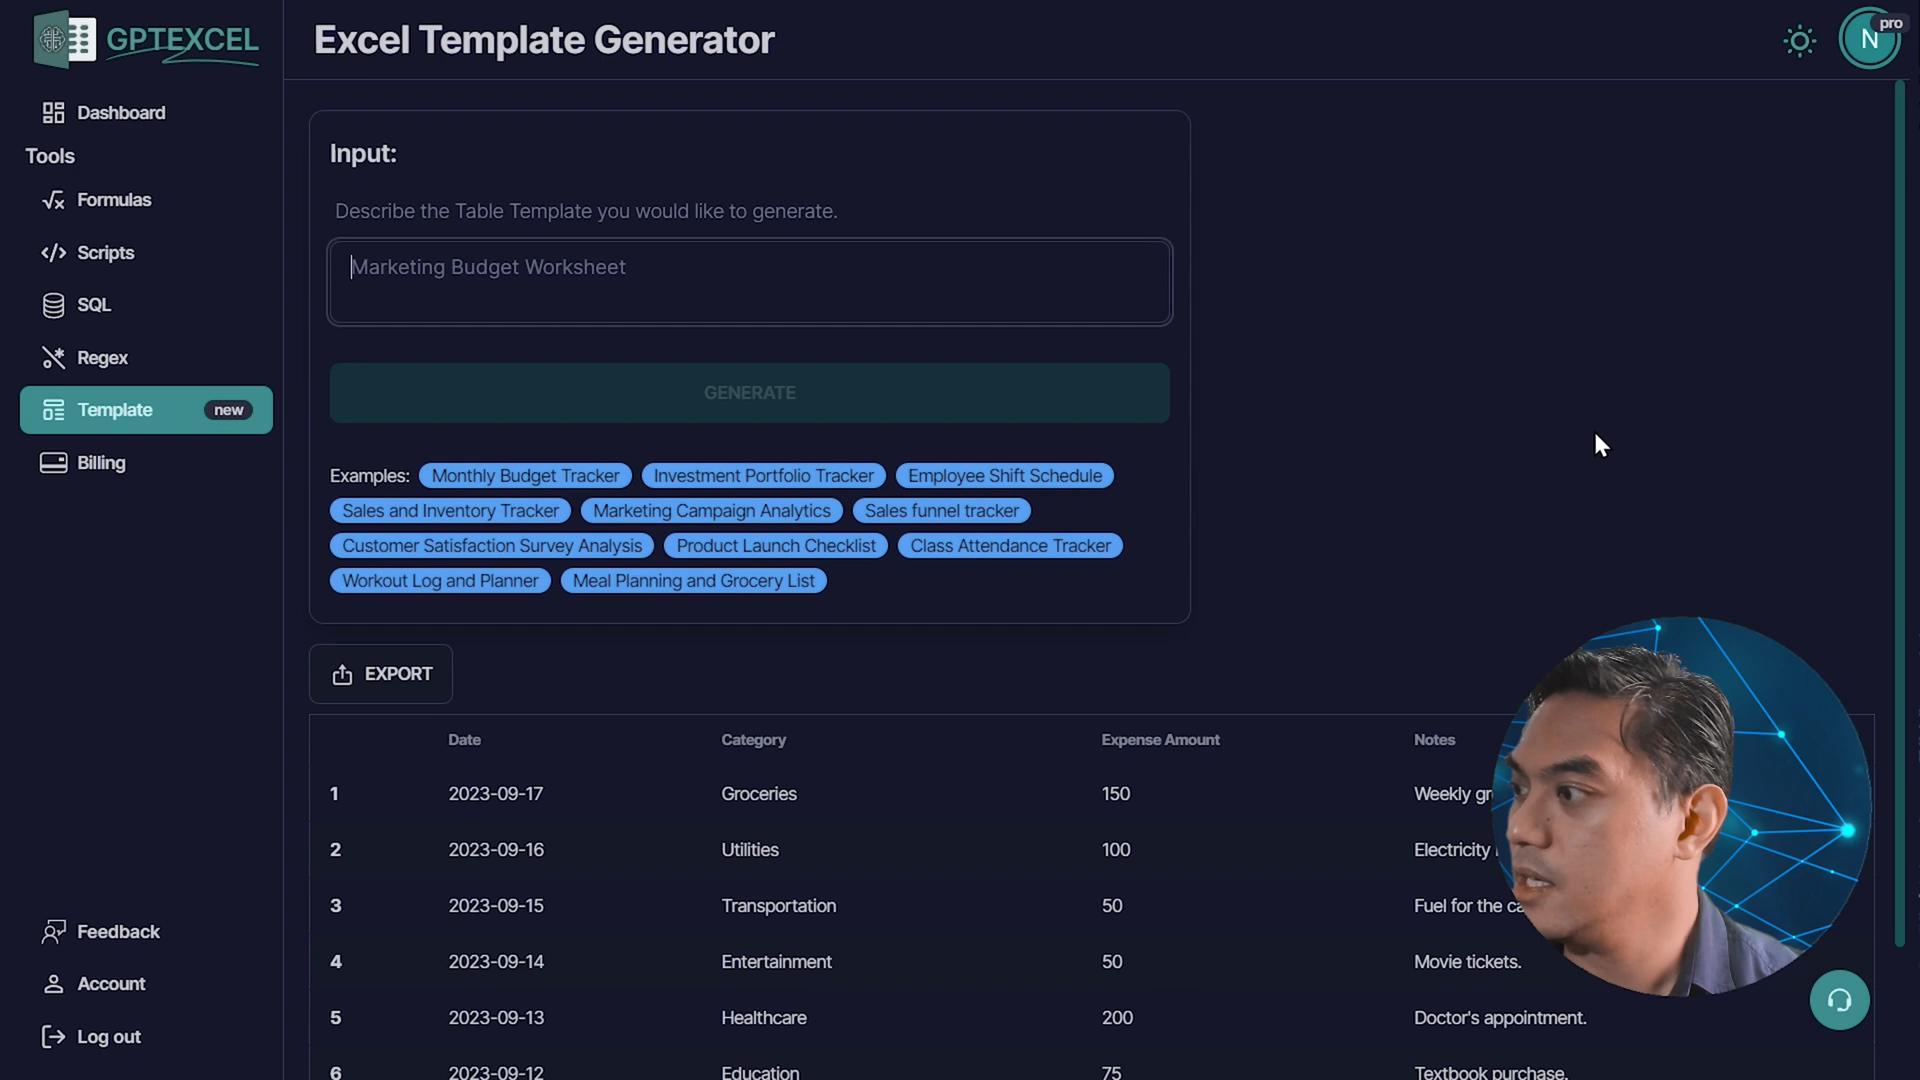 GPTEXCEL
Excel Template Generator
pro
N
Dashboard
Tools
Formulas
Scripts
SQL
Regex
Template new
Billing
Feedback
Account
Log out
Input:
Describe the Table Template you would like to generate.
Marketing Budget Worksheet
GENERATE
Examples: Monthly Budget Tracker Investment Portfolio Tracker Employee Shift Schedule
Sales and Inventory Tracker Marketing Campaign Analytics Sales funnel tracker
Customer Satisfaction Survey Analysis Product Launch Checklist Class Attendance Tracker
Workout Log and Planner Meal Planning and Grocery List
EXPORT
Date Category Expense Amount Notes
1 2023-09-17 Groceries 150 Weekly
2 2023-09-16 Utilities 100 Electricity
3 2023-09-15 Transportation 50 Fuel for the
4 2023-09-14 Entertainment 50 Movie tickets.
5 2023-09-13 Healthcare 200 Doctor's appointment.
6 2023-09-12 Education 75 Textbook purchase.